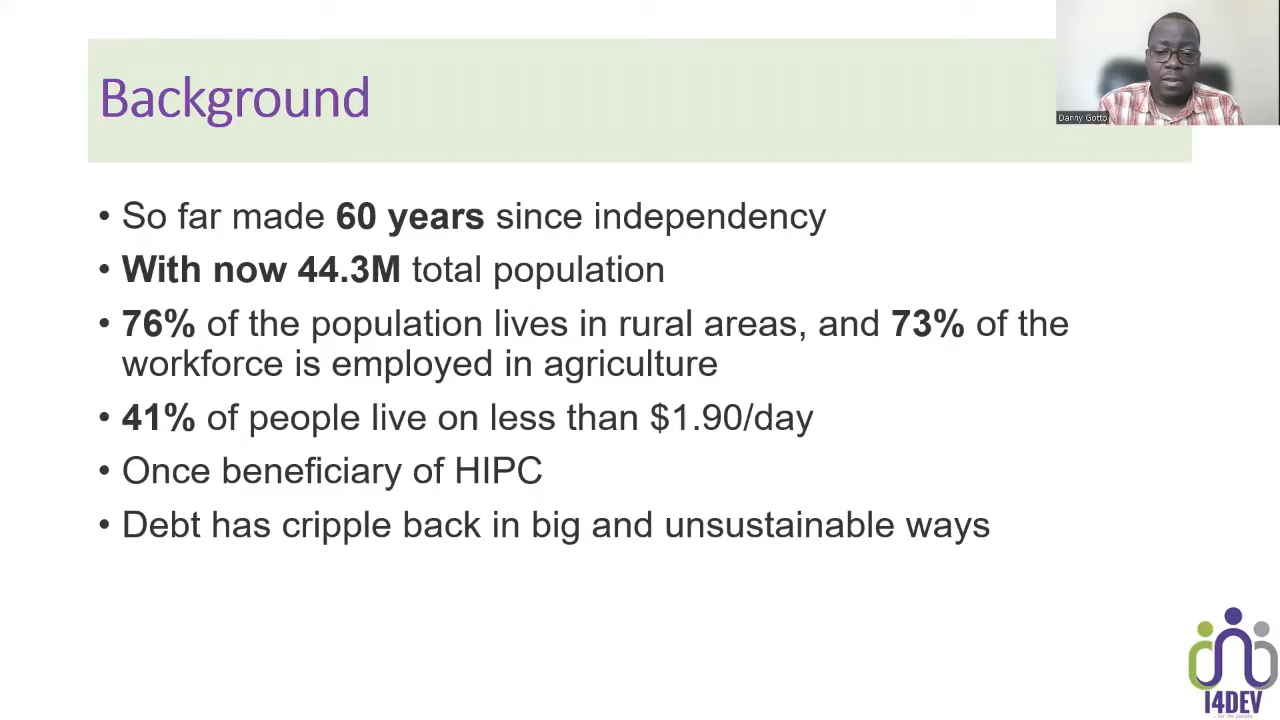 Background
Danny Gotto
• So far made 60 years since independency
• With now 44.3M total population
• 76% of the population lives in rural areas, and 73% of the
workforce is employed in agriculture
• 41% of people live on less than $1.90/day
• Once beneficiary of HIPC
• Debt has cripple back in big and unsustainable ways
I4DEV
... for the people